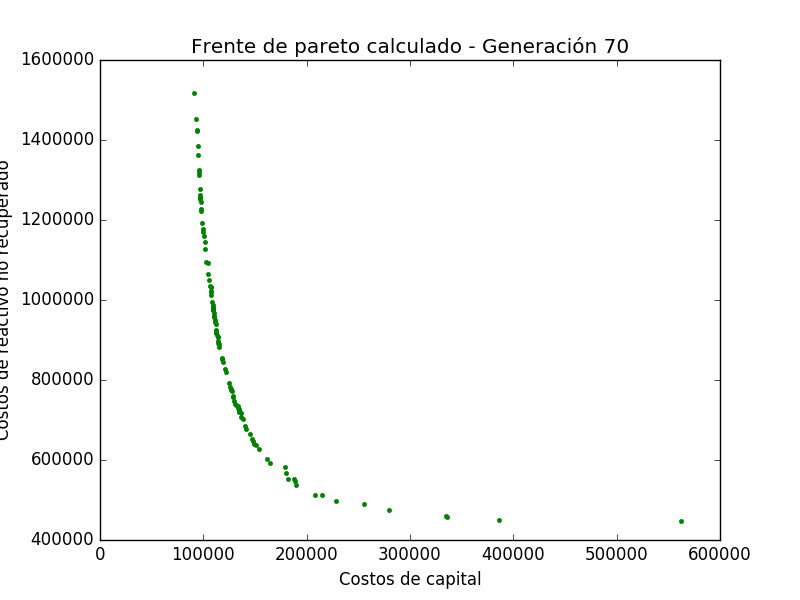 Frente de pareto calculado - Generación 70
1600000
1400000
1200000
1000000
800000
600000
400000
Costos de reactivo no recuperado
0 100000 200000 300000 400000 500000 600000
Costos de capital